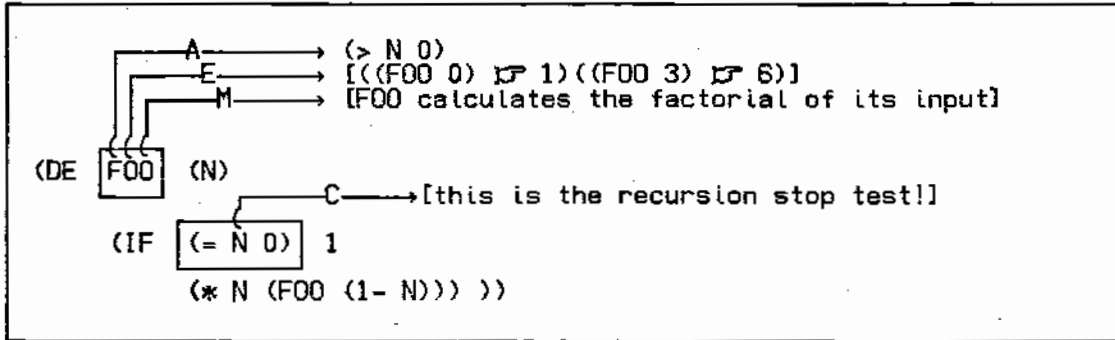 A (> N 0)
E [((FOO 0) ☞ 1)((FOO 3) ☞ 6)]
M [FOO calculates the factorial of its input]
(DE FOO (N)
C [this is the recursion stop test!]
(IF (= N 0) 1
(* N (FOO (1- N))) ))